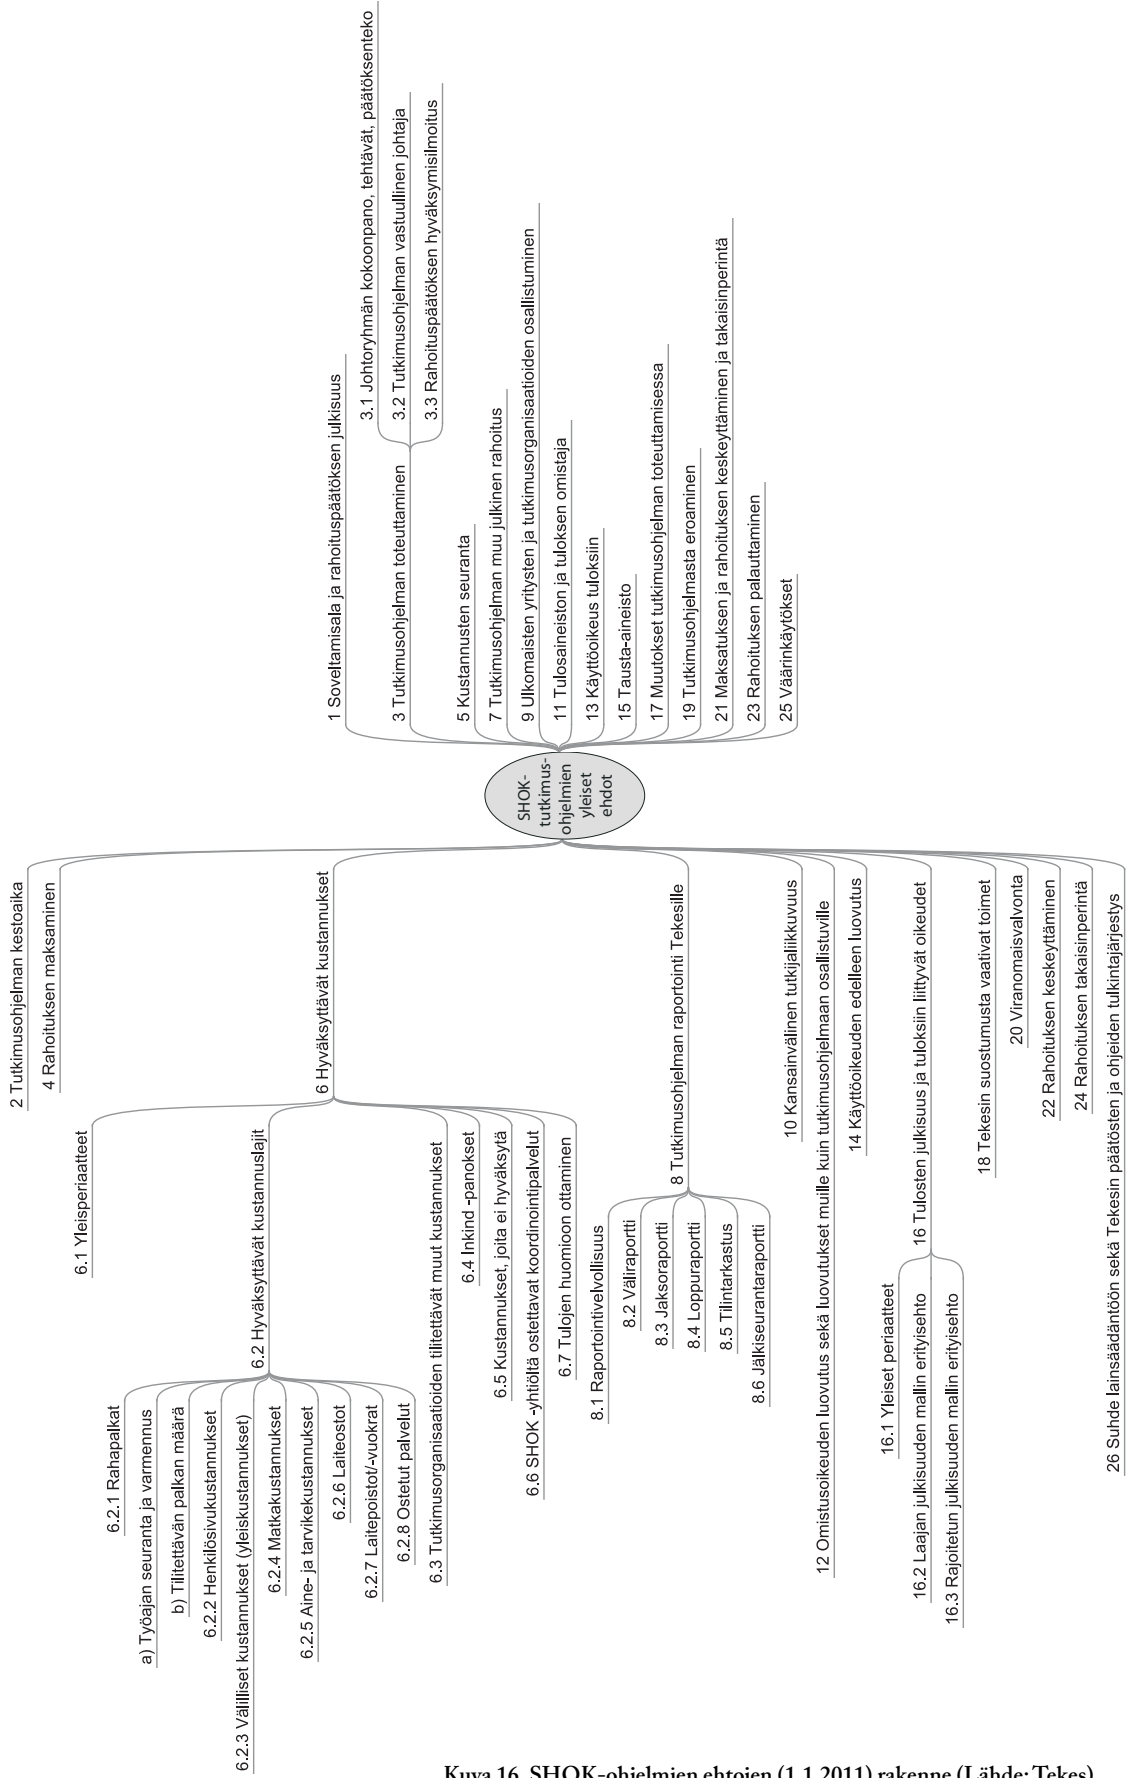 SHOK-
tutkimus-
ohjelmien
yleiset
ehdot
1 Soveltamisala ja rahoituspäätöksen julkisuus
3 Tutkimusohjelman toteuttaminen
3.1 Johtoryhmän kokoonpano, tehtävät, päätöksenteko
3.2 Tutkimusohjelman vastuullinen johtaja
3.3 Rahoituspäätöksen hyväksymisilmoitus
5 Kustannusten seuranta
7 Tutkimusohjelman muu julkinen rahoitus
9 Ulkomaisten yritysten ja tutkimusorganisaatioiden osallistuminen
11 Tulosaineiston ja tuloksen omistaja
13 Käyttöoikeus tuloksiin
15 Tausta-aineisto
17 Muutokset tutkimusohjelman toteuttamisessa
19 Tutkimusohjelmasta eroaminen
21 Maksatuksen ja rahoituksen keskeyttäminen ja takaisinperintä
23 Rahoituksen palauttaminen
25 Väärinkäytökset
2 Tutkimusohjelman kestoaika
4 Rahoituksen maksaminen
6 Hyväksyttävät kustannukset
6.1 Yleisperiaatteet
6.2 Hyväksyttävät kustannuslajit
6.2.1 Rahapalkat
a) Työajan seuranta ja varmennus
b) Tilitettävän palkan määrä
6.2.2 Henkilösivukustannukset
6.2.3 Välilliset kustannukset (yleiskustannukset)
6.2.4 Matkakustannukset
6.2.5 Aine- ja tarvikekustannukset
6.2.6 Laiteostot
6.2.7 Laitepoistot/-vuokrat
6.2.8 Ostetut palvelut
6.3 Tutkimusorganisaatioiden tilitettävät muut kustannukset
6.4 Inkind -panokset
6.5 Kustannukset, joita ei hyväksytä
6.6 SHOK -yhtiöltä ostettavat koordinointipalvelut
6.7 Tulojen huomioon ottaminen
8 Tutkimusohjelman raportointi Tekesille
8.1 Raportointivelvollisuus
8.2 Väliraportti
8.3 Jaksoraportti
8.4 Loppuraportti
8.5 Tilintarkastus
8.6 Jälkiseurantaraportti
10 Kansainvälinen tutkijaliikkuvuus
12 Omistusoikeuden luovutus sekä luovutukset muille kuin tutkimusohjelmaan osallistuville
14 Käyttöoikeuden edelleen luovutus
16 Tulosten julkisuus ja tuloksiin liittyvät oikeudet
16.1 Yleiset periaatteet
16.2 Laajan julkisuuden mallin erityisehto
16.3 Rajoitetun julkisuuden mallin erityisehto
18 Tekesin suostumusta vaativat toimet
20 Viranomaisvalvonta
22 Rahoituksen keskeyttäminen
24 Rahoituksen takaisinperintä
26 Suhde lainsäädäntöön sekä Tekesin päätösten ja ohjeiden tulkintajärjestys
Kuva 16. SHOK-ohjelmien ehtojen (1.1.2011) rakenne (Lähde: Tekes)